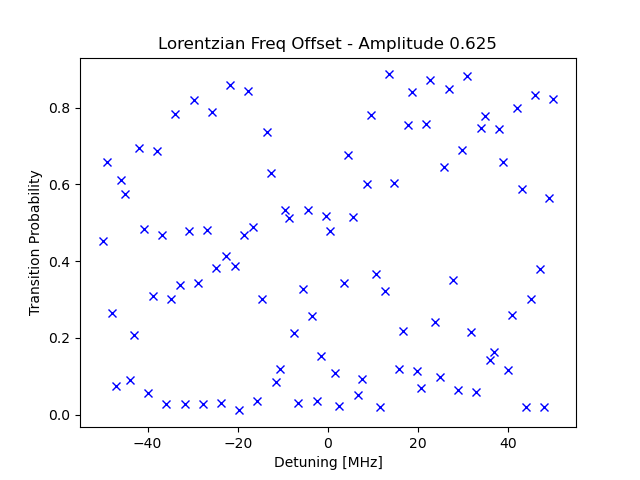 Lorentzian Freq Offset - Amplitude 0.625
Transition Probability
0.8
0.6
0.4
0.2
0.0
−40 −20 0 20 40
Detuning [MHz]